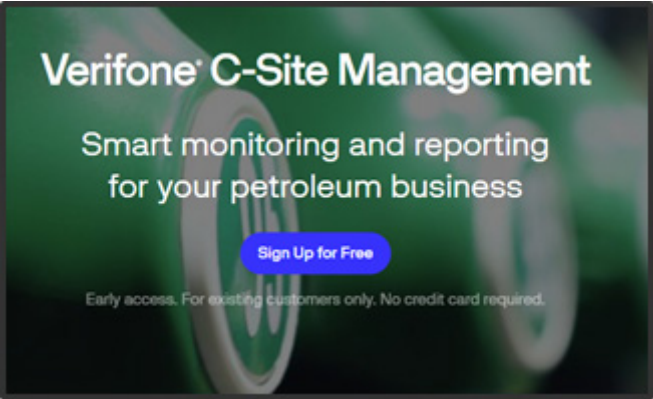 Verifone® C-Site Management
Smart monitoring and reporting
for your petroleum business
Sign Up for Free
Early access. For existing customers only. No credit card required.